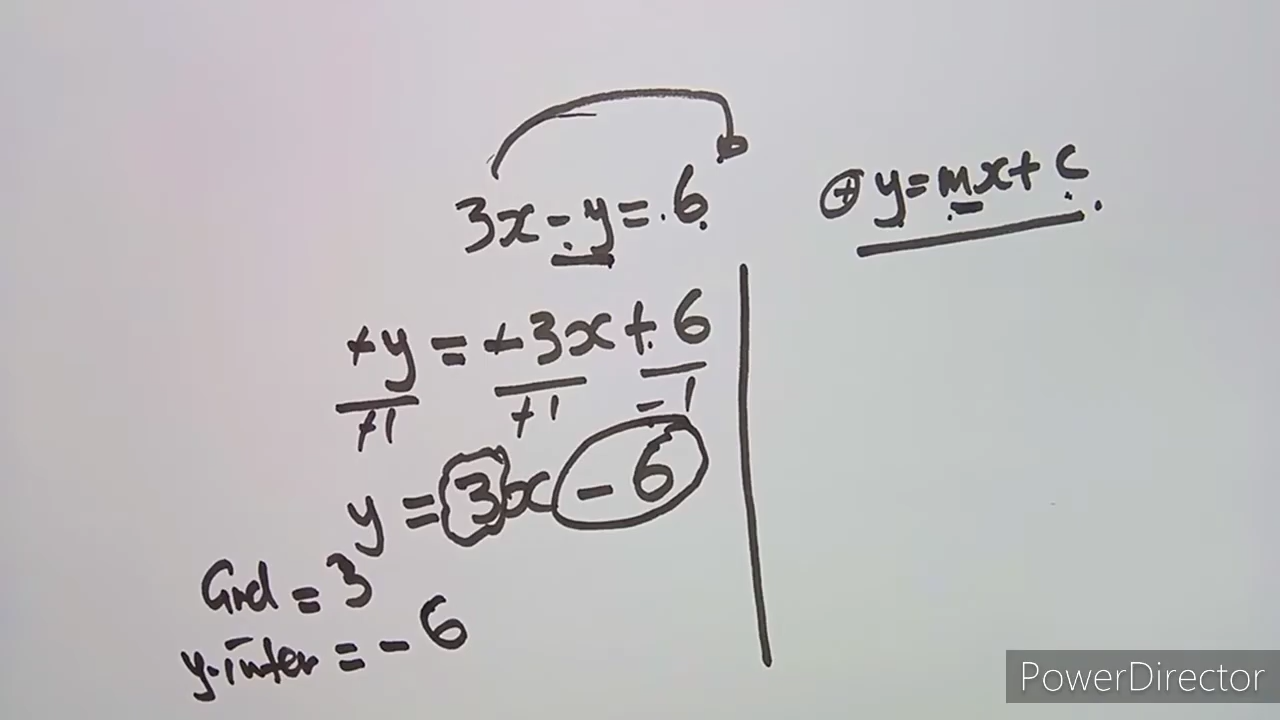 3x - y = 6
+y = +3x + 6
+1 +1 -1
y = 3x - 6
Grd = 3
y-inter = -6
⊕ y = mx + c
PowerDirector